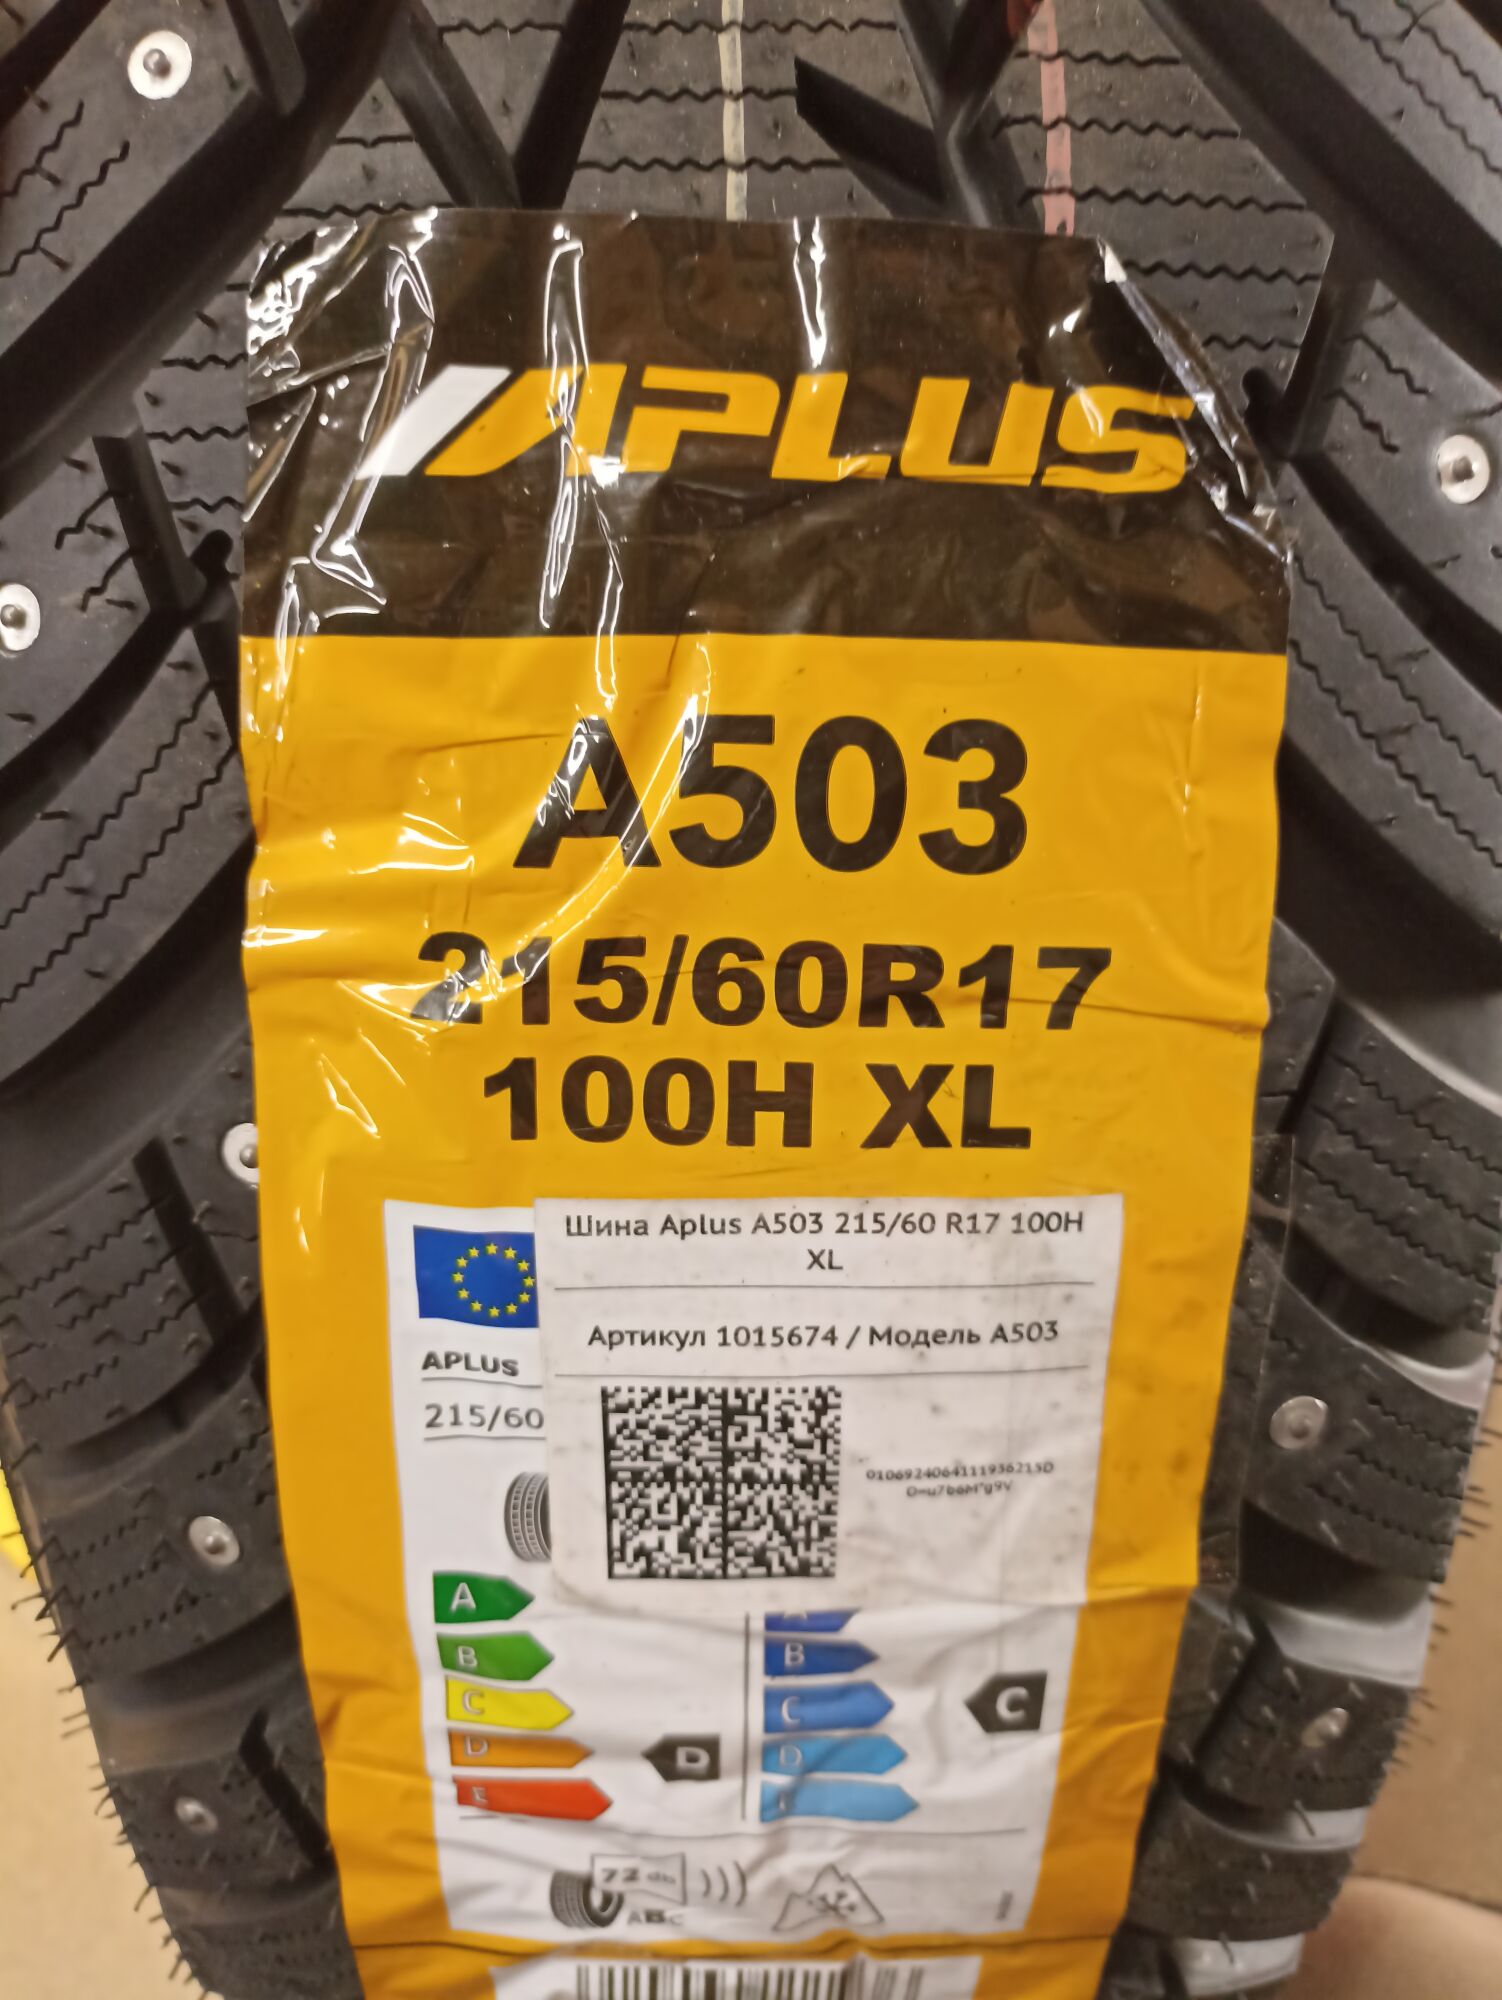 APLUS
A503
215/60R17
100H XL
Шина Aplus A503 215/60 R17 100H
XL
Артикул 1015674 / Модель A503
APLUS
215/60
A
B
C
D
E
D
B
C
D
C
72 db
ABC